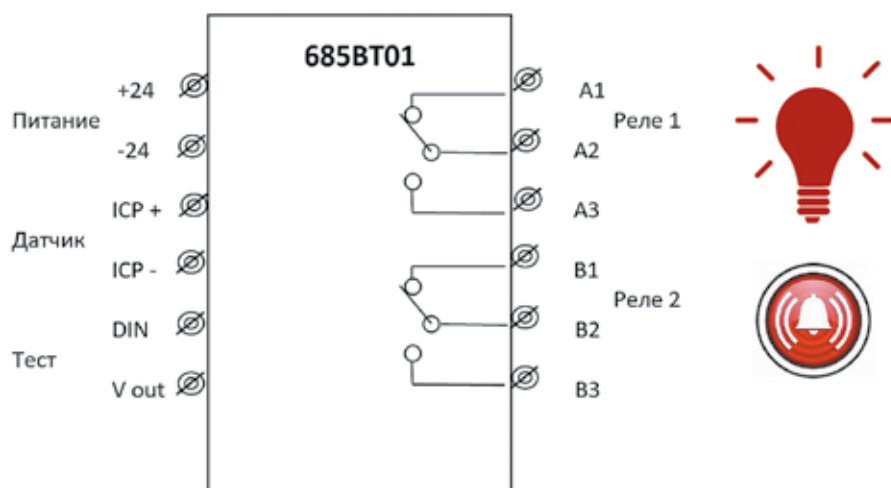 685BT01
+24
Питание
-24
ICP +
Датчик
ICP -
DIN
Тест
V out
A1
Реле 1
A2
A3
B1
Реле 2
B2
B3